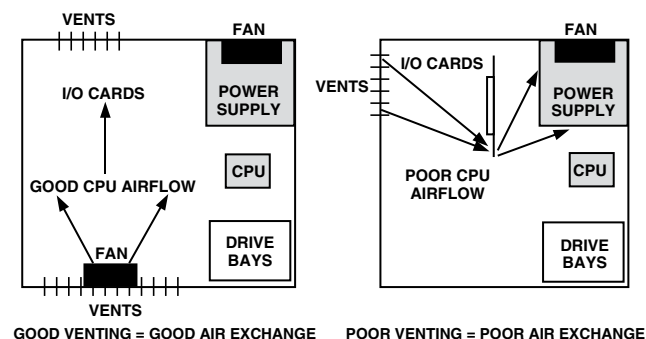 VENTS
FAN
I/O CARDS
POWER
SUPPLY
CPU
GOOD CPU AIRFLOW
FAN
DRIVE
BAYS
VENTS
GOOD VENTING = GOOD AIR EXCHANGE
FAN
I/O CARDS
VENTS
POWER
SUPPLY
POOR CPU
AIRFLOW
CPU
DRIVE
BAYS
POOR VENTING = POOR AIR EXCHANGE